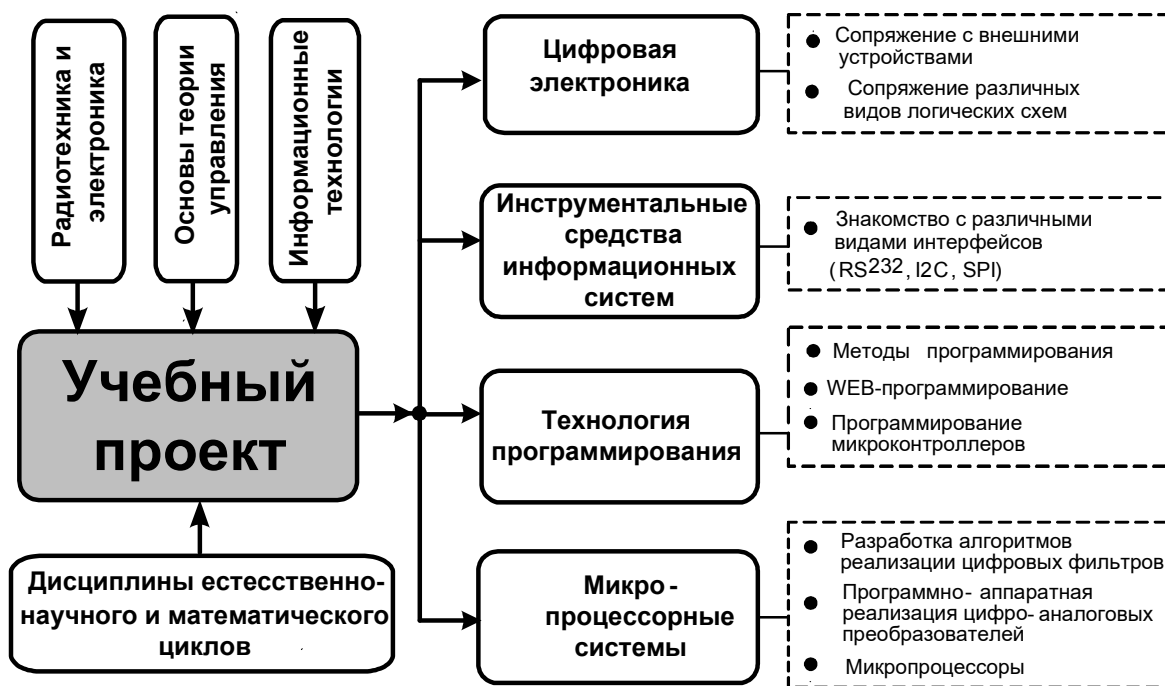 Радиотехника и
электроника
Основы теории
управления
Информационные
технологии
Учебный
проект
Дисциплины естесственно-
научного и математического
циклов
Цифровая
электроника
Сопряжение с внешними
устройствами
Сопряжение различных
видов логических схем
Инструментальные
средства
информационных
систем
Знакомство с различными
видами интерфейсов
(RS232, I2C, SPI)
Технология
программирования
Методы программирования
WEB-программирование
Программирование
микроконтроллеров
Микро-
процессорные
системы
Разработка алгоритмов
реализации цифровых фильтров
Программно- аппаратная
реализация цифро-аналоговых
преобразователей
Микропроцессоры